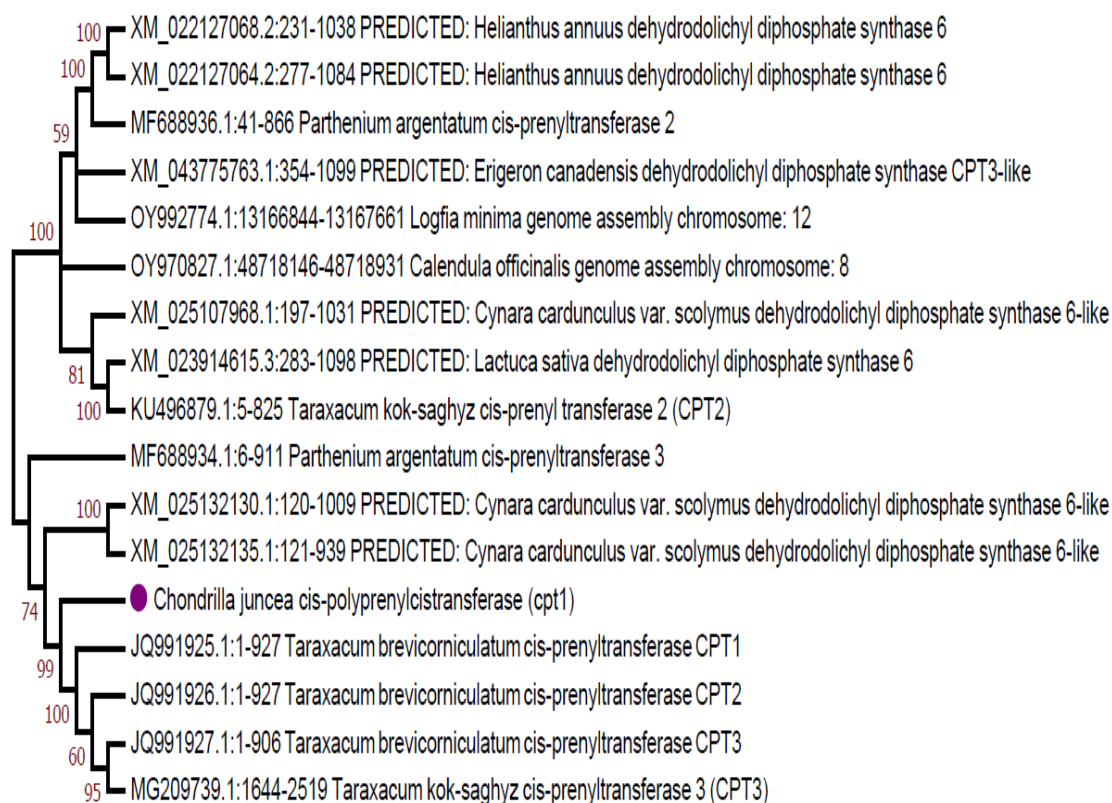 100
XM_022127068.2:231-1038 PREDICTED: Helianthus annuus dehydrodolichyl diphosphate synthase 6
100
XM_022127064.2:277-1084 PREDICTED: Helianthus annuus dehydrodolichyl diphosphate synthase 6
59
MF688936.1:41-866 Parthenium argentatum cis-prenyltransferase 2
XM_043775763.1:354-1099 PREDICTED: Erigeron canadensis dehydrodolichyl diphosphate synthase CPT3-like
100
OY992774.1:13166844-13167661 Logfia minima genome assembly chromosome: 12
OY970827.1:48718146-48718931 Calendula officinalis genome assembly chromosome: 8
XM_025107968.1:197-1031 PREDICTED: Cynara cardunculus var. scolymus dehydrodolichyl diphosphate synthase 6-like
81
XM_023914615.3:283-1098 PREDICTED: Lactuca sativa dehydrodolichyl diphosphate synthase 6
100
KU496879.1:5-825 Taraxacum kok-saghyz cis-prenyl transferase 2 (CPT2)
MF688934.1:6-911 Parthenium argentatum cis-prenyltransferase 3
100
XM_025132130.1:120-1009 PREDICTED: Cynara cardunculus var. scolymus dehydrodolichyl diphosphate synthase 6-like
XM_025132135.1:121-939 PREDICTED: Cynara cardunculus var. scolymus dehydrodolichyl diphosphate synthase 6-like
74
Chondrilla juncea cis-polyprenylcistransferase (cpt1)
99
JQ991925.1:1-927 Taraxacum brevicorniculatum cis-prenyltransferase CPT1
100
JQ991926.1:1-927 Taraxacum brevicorniculatum cis-prenyltransferase CPT2
60
JQ991927.1:1-906 Taraxacum brevicorniculatum cis-prenyltransferase CPT3
95
MG209739.1:1644-2519 Taraxacum kok-saghyz cis-prenyltransferase 3 (CPT3)